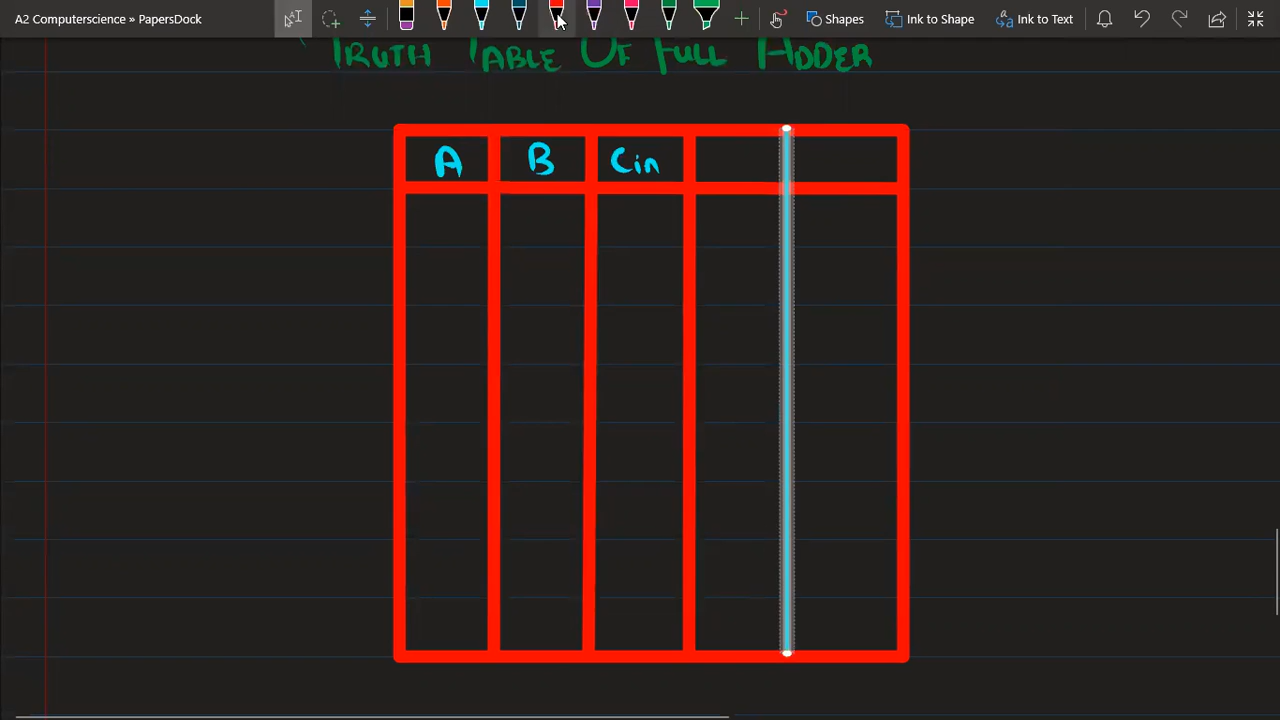 A2 Computerscience » PapersDock
Shapes
Ink to Shape
Ink to Text
TRUTH TABLE OF FULL ADDER
A B Cin